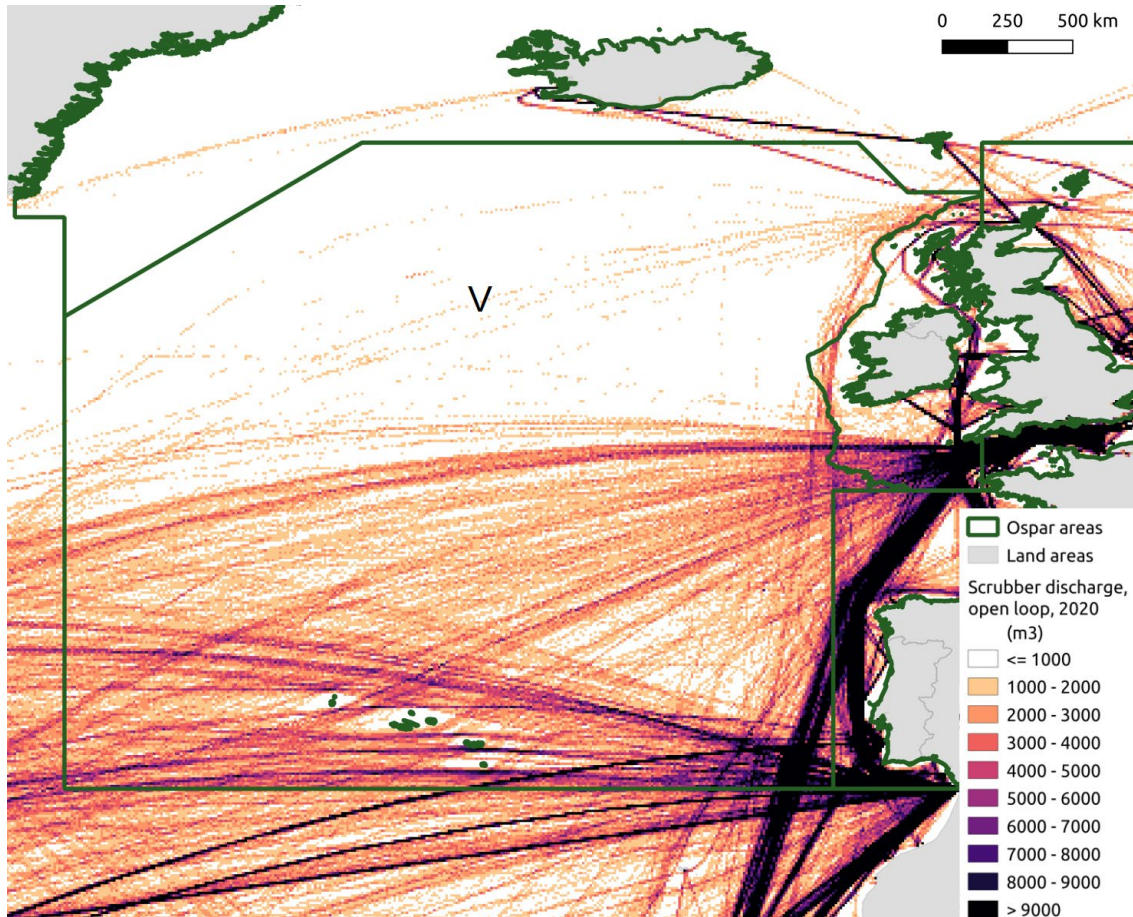 0 250 500 km
V
Ospar areas
Land areas
Scrubber discharge,
open loop, 2020
(m3)
<= 1000
1000 - 2000
2000 - 3000
3000 - 4000
4000 - 5000
5000 - 6000
6000 - 7000
7000 - 8000
8000 - 9000
> 9000